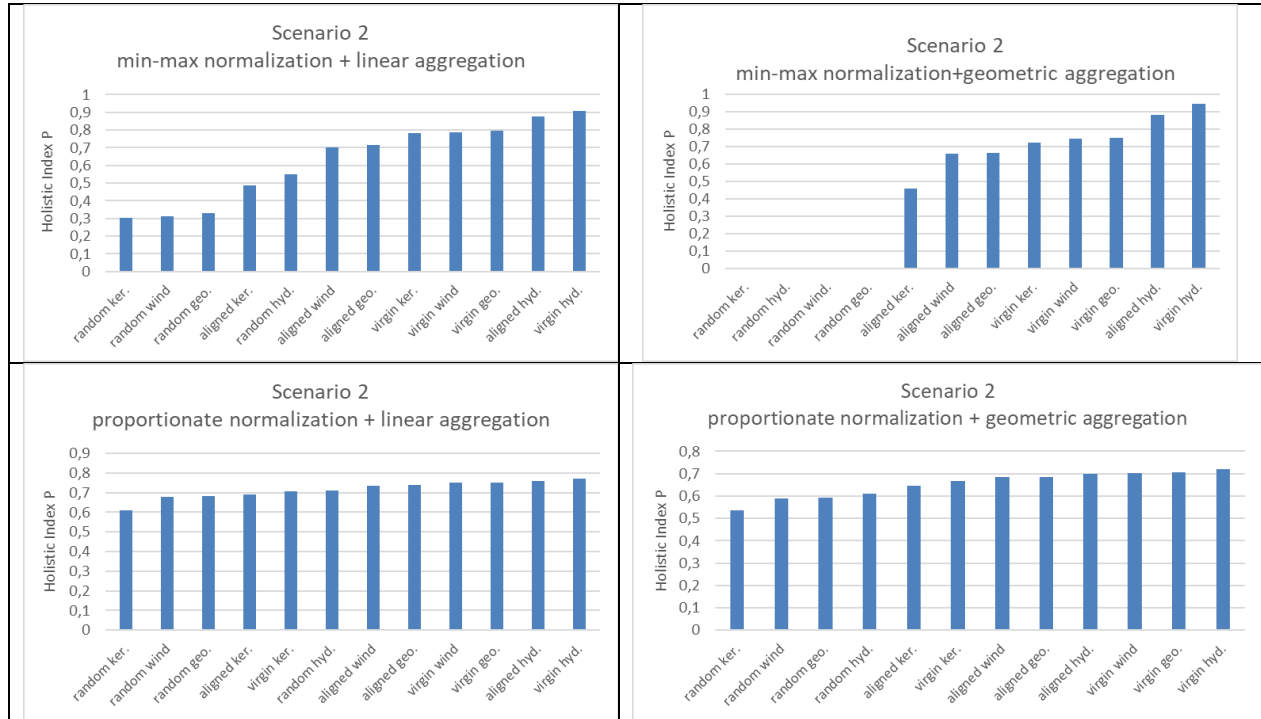 Scenario 2
min-max normalization + linear aggregation
Holistic Index P
1
0,9
0,8
0,7
0,6
0,5
0,4
0,3
0,2
0,1
0
random ker.
random wind
random geo.
aligned ker.
random hyd.
aligned wind
aligned geo.
virgin ker.
virgin wind
virgin geo.
aligned hyd.
virgin hyd.
Scenario 2
min-max normalization+geometric aggregation
Holistic Index P
1
0,9
0,8
0,7
0,6
0,5
0,4
0,3
0,2
0,1
0
random ker.
random hyd.
random wind
random geo.
aligned ker.
aligned wind
aligned geo.
virgin ker.
virgin wind
virgin geo.
aligned hyd.
virgin hyd.
Scenario 2
proportionate normalization + linear aggregation
Holistic Index P
0,9
0,8
0,7
0,6
0,5
0,4
0,3
0,2
0,1
0
random ker.
random wind
random geo.
aligned ker.
virgin ker.
random hyd.
aligned wind
aligned geo.
virgin wind
virgin geo.
aligned hyd.
virgin hyd.
Scenario 2
proportionate normalization + geometric aggregation
Holistic Index P
0,8
0,7
0,6
0,5
0,4
0,3
0,2
0,1
0
random ker.
random wind
random geo.
random hyd.
aligned ker.
virgin ker.
aligned wind
aligned geo.
aligned hyd.
virgin wind
virgin geo.
virgin hyd.